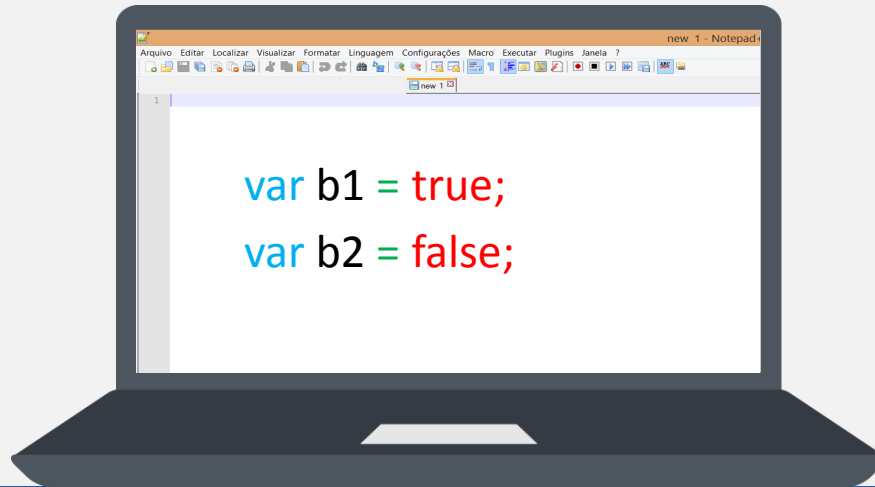 new 1 - Notepad+
Arquivo Editar Localizar Visualizar Formatar Linguagem Configurações Macro Executar Plugins Janela ?
new 1
1
var b1 = true;
var b2 = false;